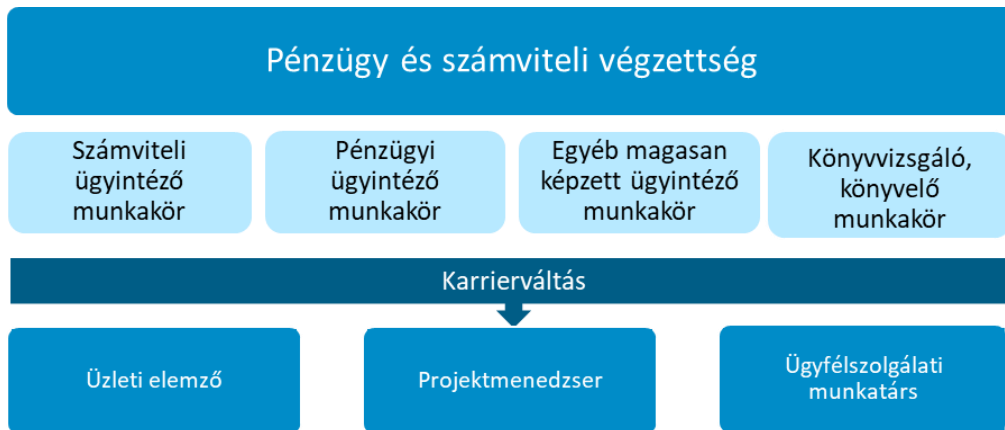 Pénzügy és számviteli végzettség
Számviteli
ügyintéző
munkakör
Pénzügyi
ügyintéző
munkakör
Egyéb magasan
képzett ügyintéző
munkakör
Könyvvizsgáló,
könyvelő
munkakör
Karrierváltás
Üzleti elemző
Projektmenedzser
Ügyfélszolgálati
munkatárs